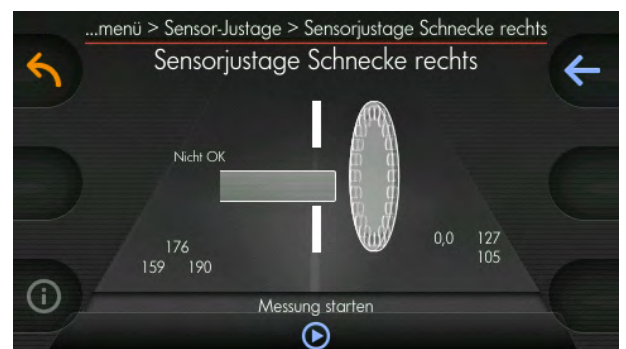 ...menü > Sensor-Justage > Sensorjustage Schnecke rechts
Sensorjustage Schnecke rechts
Nicht OK
176
159 190
0,0 127
105
Messung starten